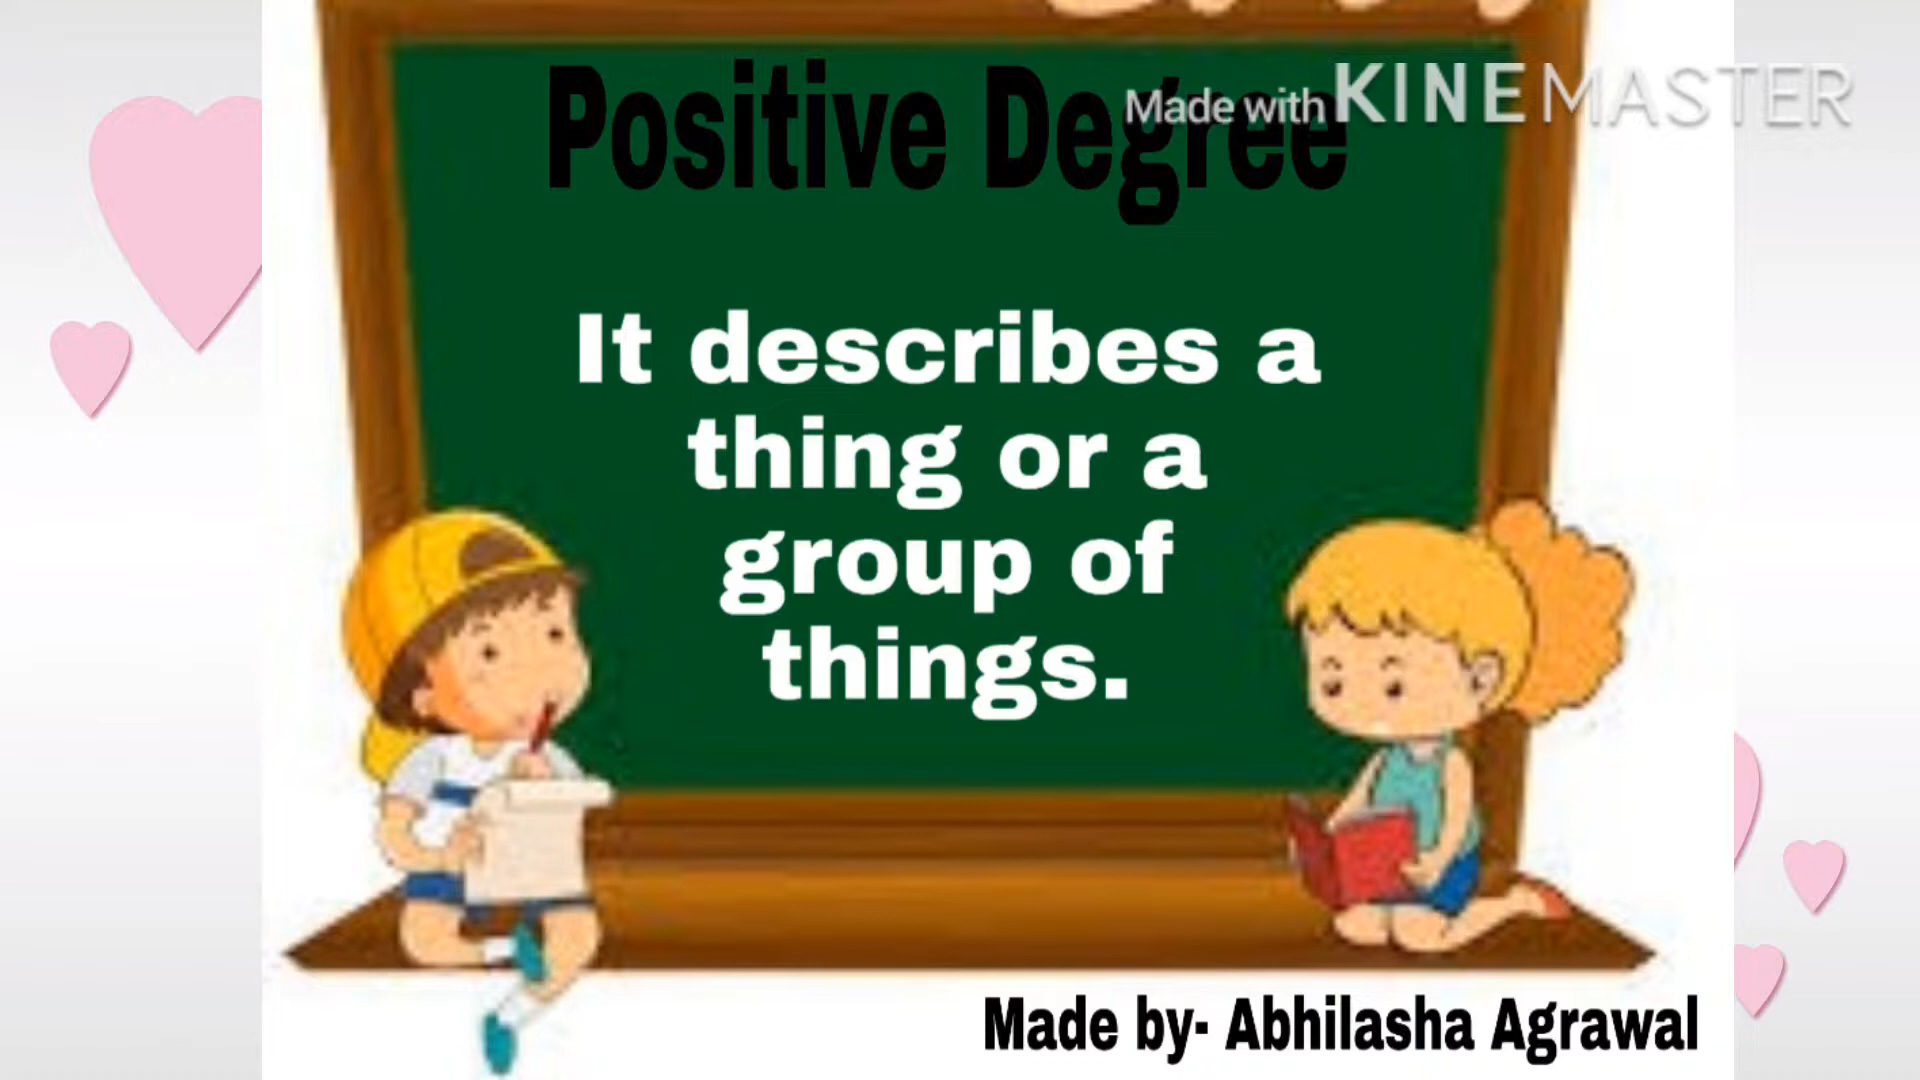 Positive Degree
Made with KINEMASTER
It describes a
thing or a
group of
things.
Made by- Abhilasha Agrawal